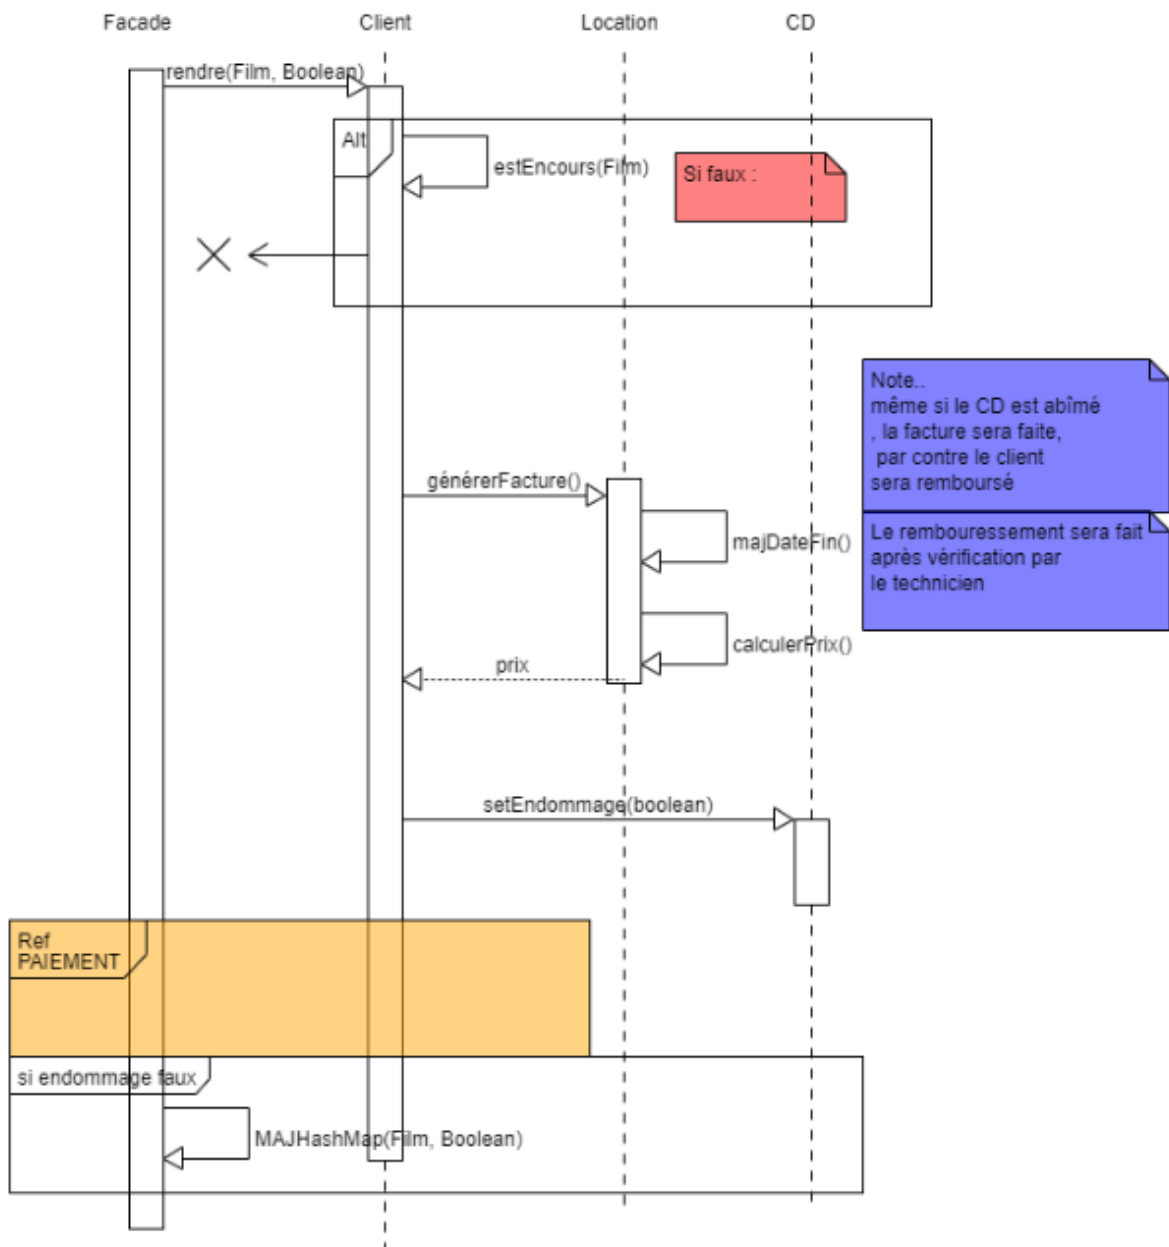 Facade
Client
Location
CD
rendre(Film, Boolean)
Alt
estEncours(Film)
Si faux :
Note..
même si le CD est abîmé
, la facture sera faite,
par contre le client
sera remboursé
générerFacture()
majDateFin()
Le rembouressement sera fait
après vérification par
le technicien
calculerPrix()
prix
setEndommage(boolean)
Ref
PAIEMENT
si endommage faux
MAJHashMap(Film, Boolean)